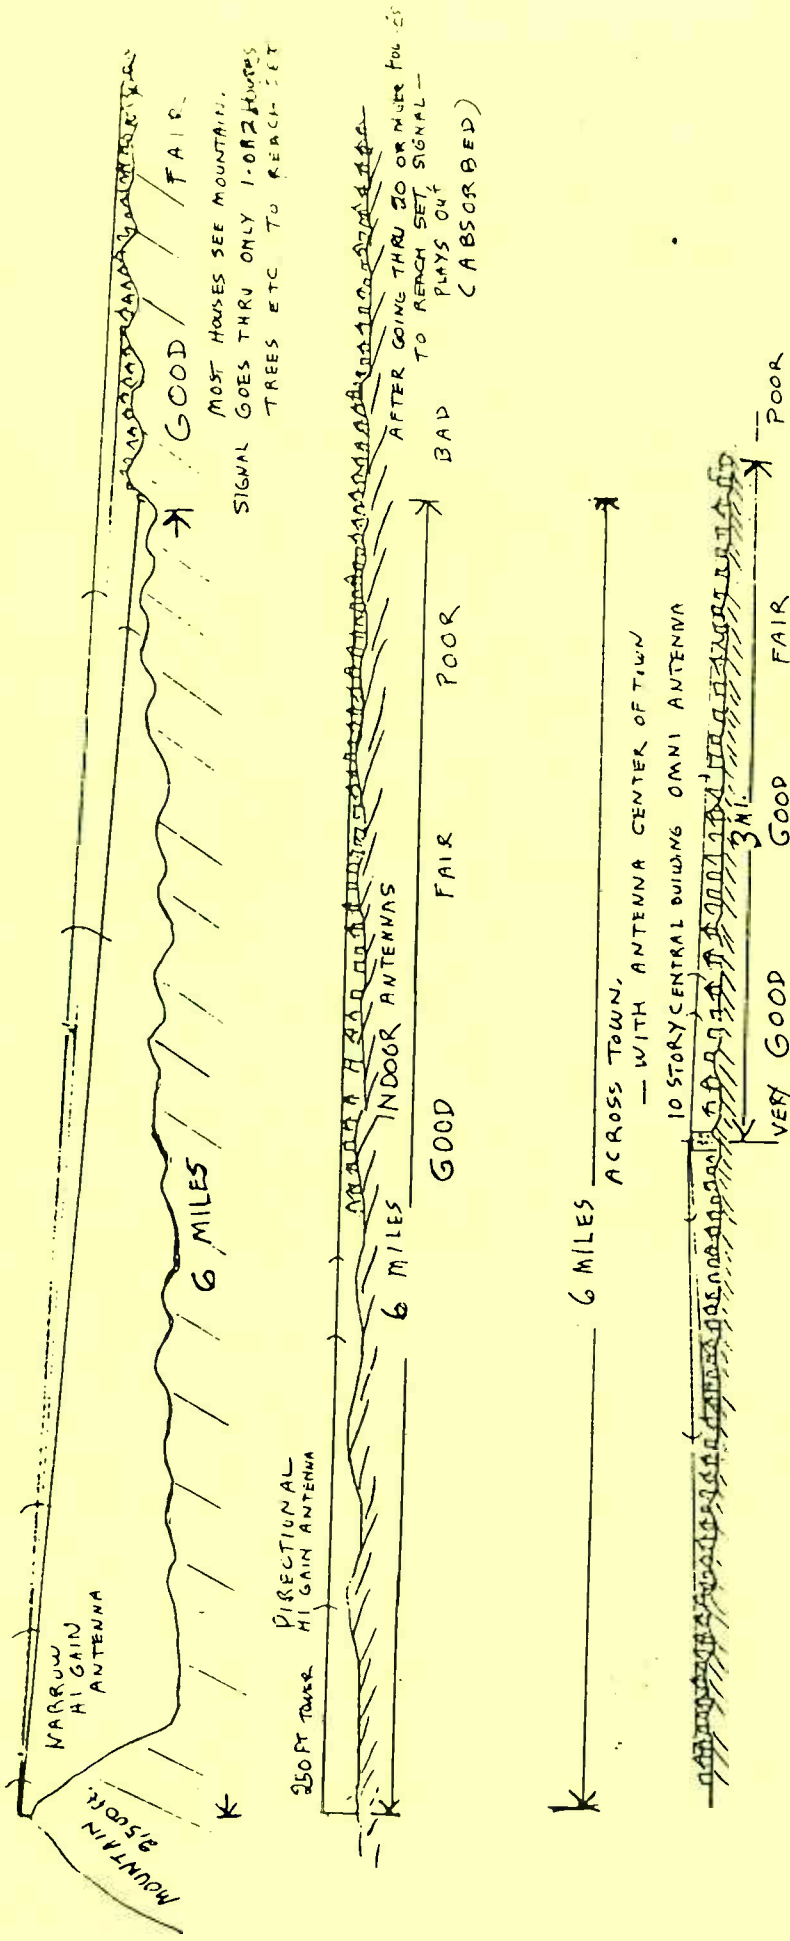 MOUNTAIN
2,500 ft.
NARROW
HI GAIN
ANTENNA
6 MILES
GOOD
FAIR
MOST HOUSES SEE MOUNTAIN.
SIGNAL GOES THRU ONLY 1-OR 2 HOUSES
TREES ETC TO REACH SET
250 FT TOWER
DIRECTIONAL
HI GAIN ANTENNA
6 MILES
INDOOR ANTENNAS
GOOD
FAIR
POOR
BAD
AFTER GOING THRU 20 OR MORE
TO REACH SET SIGNAL —
PLAYS OUT
(ABSORBED)
6 MILES
ACROSS TOWN.
— WITH ANTENNA CENTER OF TOWN
10 STORY CENTRAL BUILDING OMNI ANTENNA
3 MI.
VERY GOOD
GOOD
FAIR
POOR